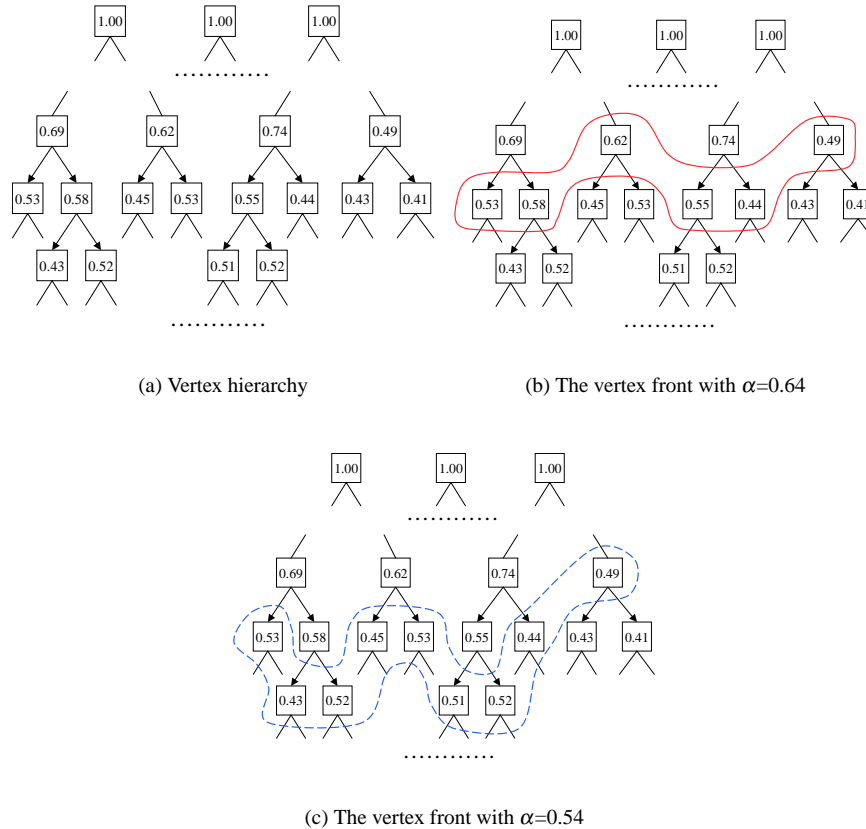 1.00 1.00 1.00
............
0.69 0.62 0.74 0.49
0.53 0.58 0.45 0.53 0.55 0.44 0.43 0.41
0.43 0.52 0.51 0.52
............
(a) Vertex hierarchy
1.00 1.00 1.00
............
0.69 0.62 0.74 0.49
0.53 0.58 0.45 0.53 0.55 0.44 0.43 0.41
0.43 0.52 0.51 0.52
............
(b) The vertex front with α=0.64
1.00 1.00 1.00
............
0.69 0.62 0.74 0.49
0.53 0.58 0.45 0.53 0.55 0.44 0.43 0.41
0.43 0.52 0.51 0.52
............
(c) The vertex front with α=0.54